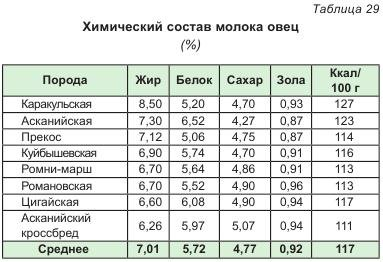 Таблица 29
Химический состав молока овец
(%)
Порода Жир Белок Сахар Зола Ккал/
100 г
Каракульская 8,50 5,20 4,70 0,93 127
Асканийская 7,30 6,52 4,27 0,87 123
Прекос 7,12 5,06 4,75 0,87 114
Куйбышевская 6,90 5,74 4,70 0,91 116
Ромни-марш 6,70 5,64 4,86 0,91 113
Романовская 6,70 5,52 4,90 0,96 113
Цигайская 6,60 6,08 4,90 0,94 117
Асканийский
кроссбред 6,26 5,97 5,07 0,94 111
Среднее 7,01 5,72 4,77 0,92 117